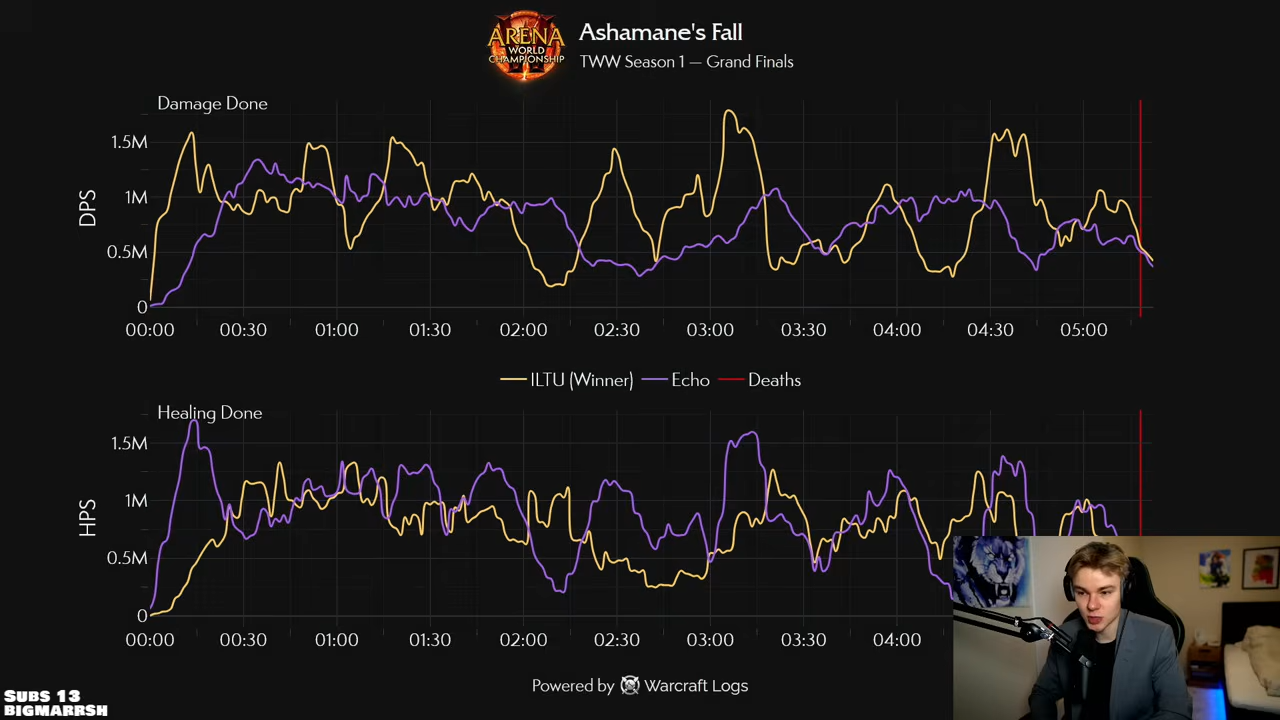 ARENA
WORLD
CHAMPIONSHIP
Ashamane's Fall
TWW Season 1 — Grand Finals
Damage Done
DPS
1.5M
1M
0.5M
0
00:00 00:30 01:00 01:30 02:00 02:30 03:00 03:30 04:00 04:30 05:00
ILTU (Winner) Echo Deaths
Healing Done
HPS
1.5M
1M
0.5M
0
00:00 00:30 01:00 01:30 02:00 02:30 03:00 03:30 04:00
Powered by Warcraft Logs
SUBS 13
BIGMARRSH